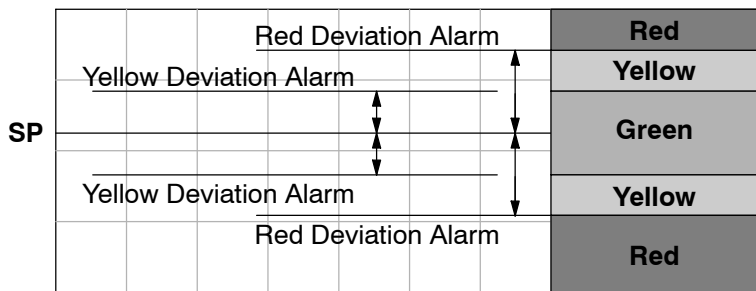 Red Deviation Alarm
Red
Yellow Deviation Alarm
Yellow
SP
Green
Yellow Deviation Alarm
Yellow
Red Deviation Alarm
Red